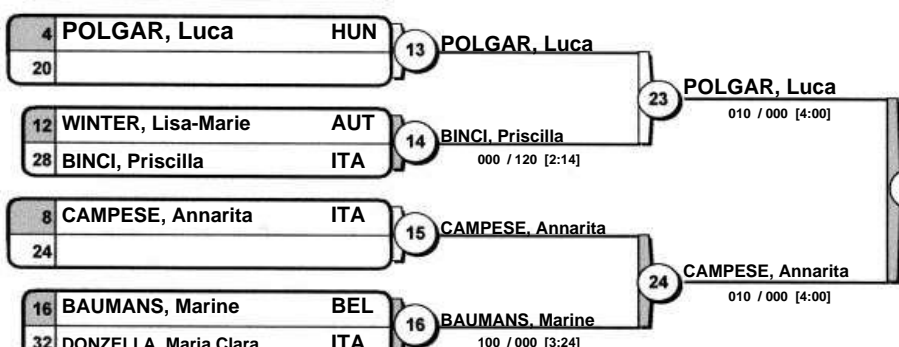 4 POLGAR, Luca HUN
20
13 POLGAR, Luca
12 WINTER, Lisa-Marie AUT
28 BINCI, Priscilla ITA
14 BINCI, Priscilla
000 / 120 [2:14]
23 POLGAR, Luca
010 / 000 [4:00]
8 CAMPESE, Annarita ITA
24
15 CAMPESE, Annarita
16 BAUMANS, Marine BEL
32 DONZELLA, Maria Clara ITA
16 BAUMANS, Marine
100 / 000 [3:24]
24 CAMPESE, Annarita
010 / 000 [4:00]